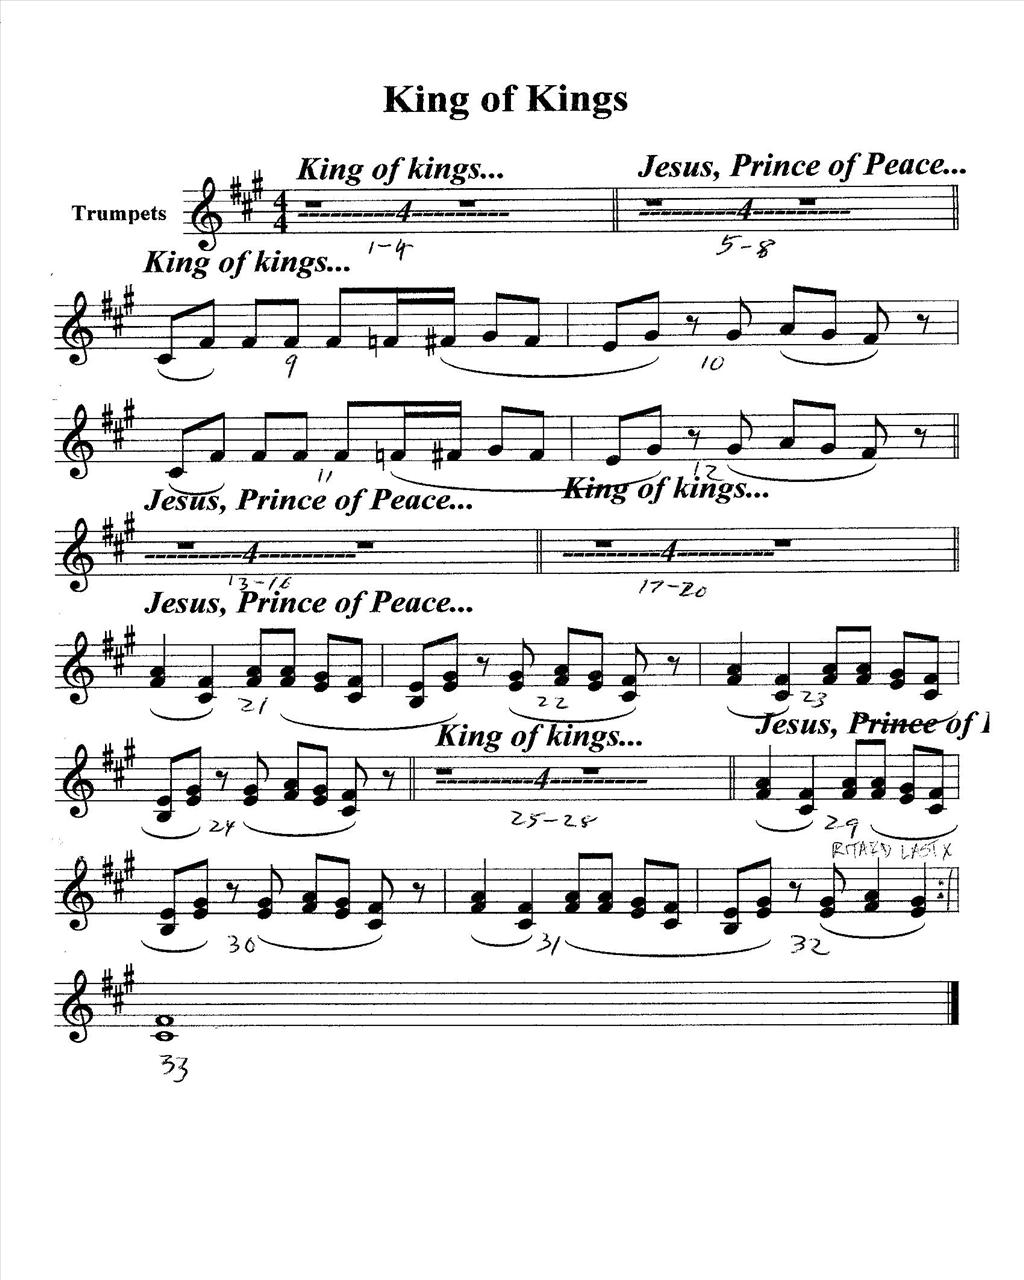 King of Kings
King of kings... Jesus, Prince of Peace...
Trumpets 4 4 4 4
1-4 5-8
King of kings...
9 10
11 12
Jesus, Prince of Peace... King of kings...
4 4
13-16 17-20
Jesus, Prince of Peace...
21 22 23
King of kings... Jesus, Prince of
4
24 25-28 29
RITARD LAST X
30 31 32
33